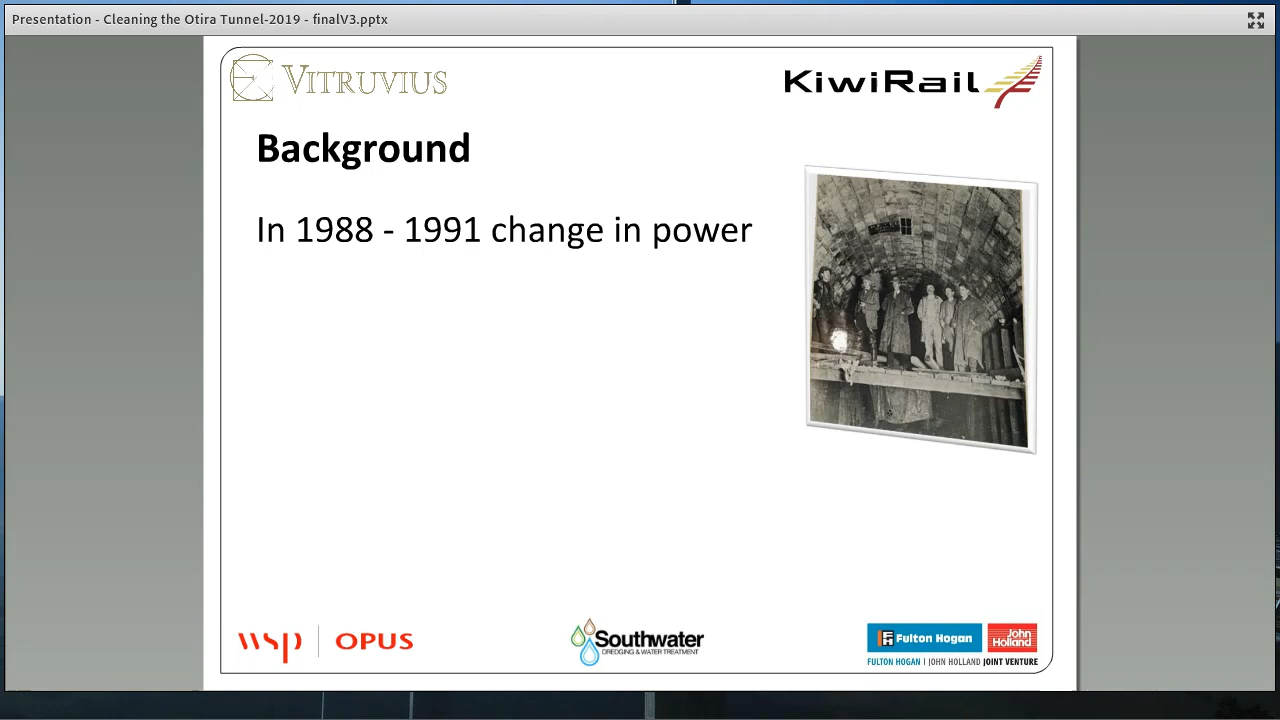 Presentation - Cleaning the Otira Tunnel-2019 - finalV3.pptx
VITRUVIUS
KiwiRail
Background
In 1988 - 1991 change in power
wsp | OPUS
Southwater
DREDGING & WATER TREATMENT
Fulton Hogan
John
Holland
FULTON HOGAN | JOHN HOLLAND JOINT VENTURE